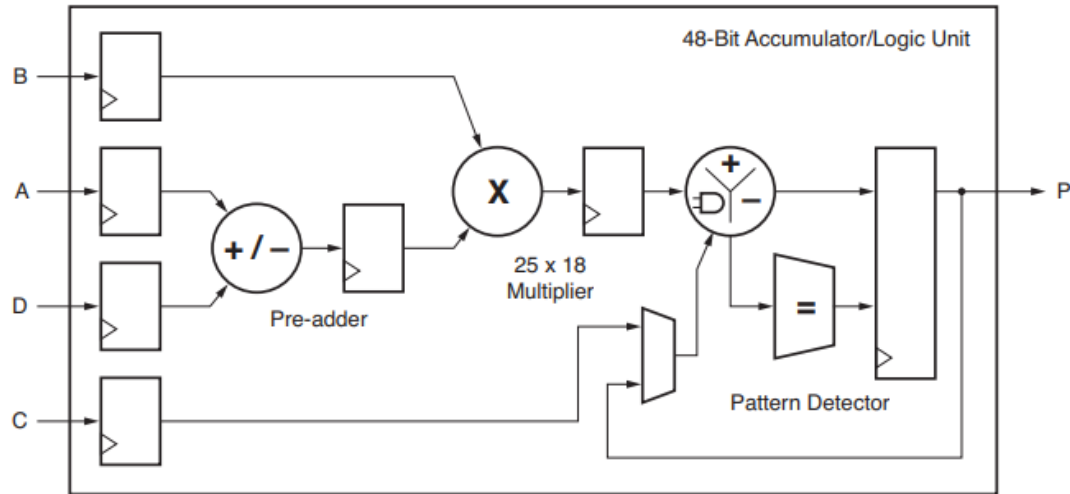 48-Bit Accumulator/Logic Unit
B
A
X
+
−
P
+ / −
25 x 18
Multiplier
D
Pre-adder
=
Pattern Detector
C